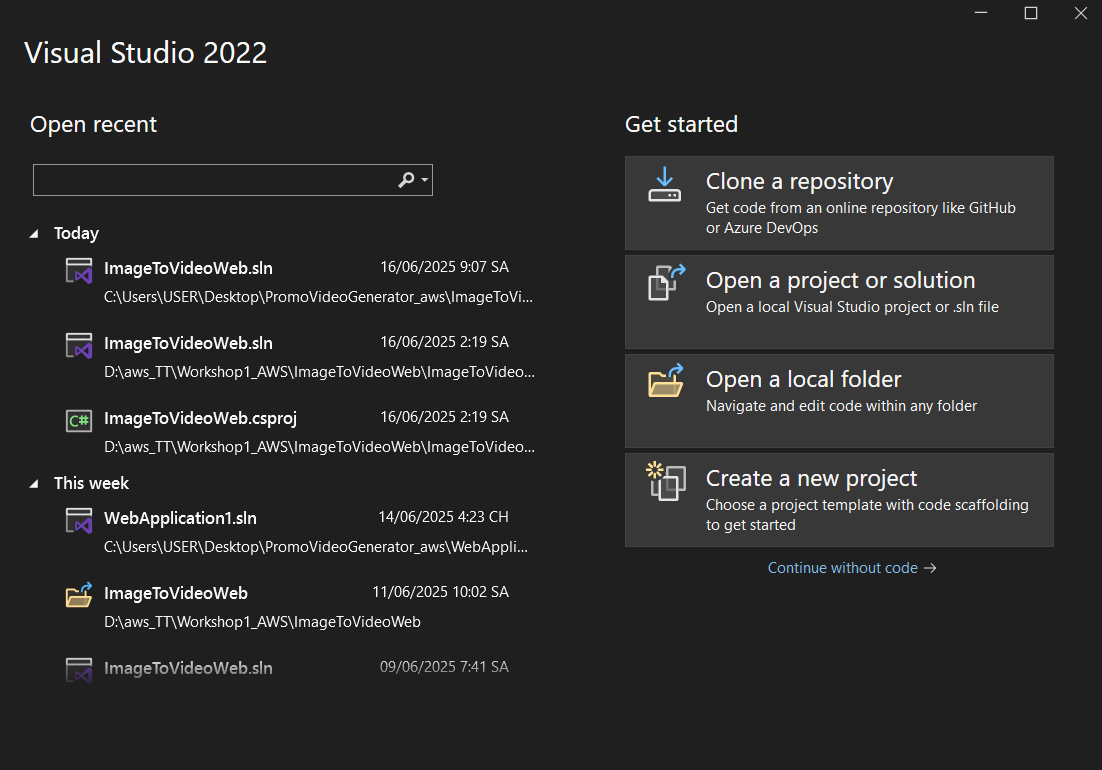 Visual Studio 2022
Open recent
Today
ImageToVideoWeb.sln 16/06/2025 9:07 SA
C:\Users\USER\Desktop\PromoVideoGenerator_aws\ImageToVi...
ImageToVideoWeb.sln 16/06/2025 2:19 SA
D:\aws_TT\Workshop1_AWS\ImageToVideoWeb\ImageToVideo...
C# ImageToVideoWeb.csproj 16/06/2025 2:19 SA
D:\aws_TT\Workshop1_AWS\ImageToVideoWeb\ImageToVideo...
This week
WebApplication1.sln 14/06/2025 4:23 CH
C:\Users\USER\Desktop\PromoVideoGenerator_aws\WebAppli...
ImageToVideoWeb 11/06/2025 10:02 SA
D:\aws_TT\Workshop1_AWS\ImageToVideoWeb
ImageToVideoWeb.sln 09/06/2025 7:41 SA
Get started
Clone a repository
Get code from an online repository like GitHub
or Azure DevOps
Open a project or solution
Open a local Visual Studio project or .sln file
Open a local folder
Navigate and edit code within any folder
Create a new project
Choose a project template with code scaffolding
to get started
Continue without code →